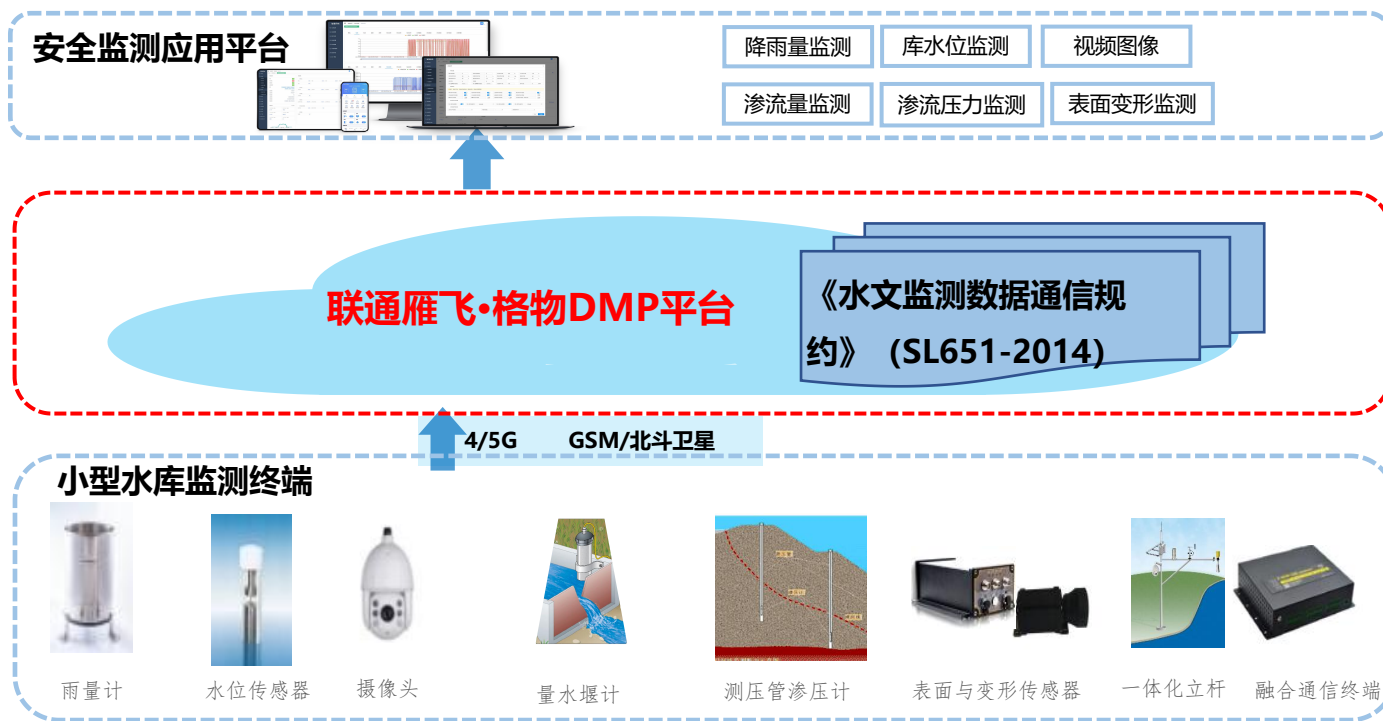 安全监测应用平台
降雨量监测
库水位监测
视频图像
渗流量监测
渗流压力监测
表面变形监测
联通雁飞·格物DMP平台
《水文监测数据通信规
约》（SL651-2014）
4/5G GSM/北斗卫星
小型水库监测终端
雨量计
水位传感器
摄像头
量水堰计
测压管渗压计
表面与变形传感器
一体化立杆
融合通信终端